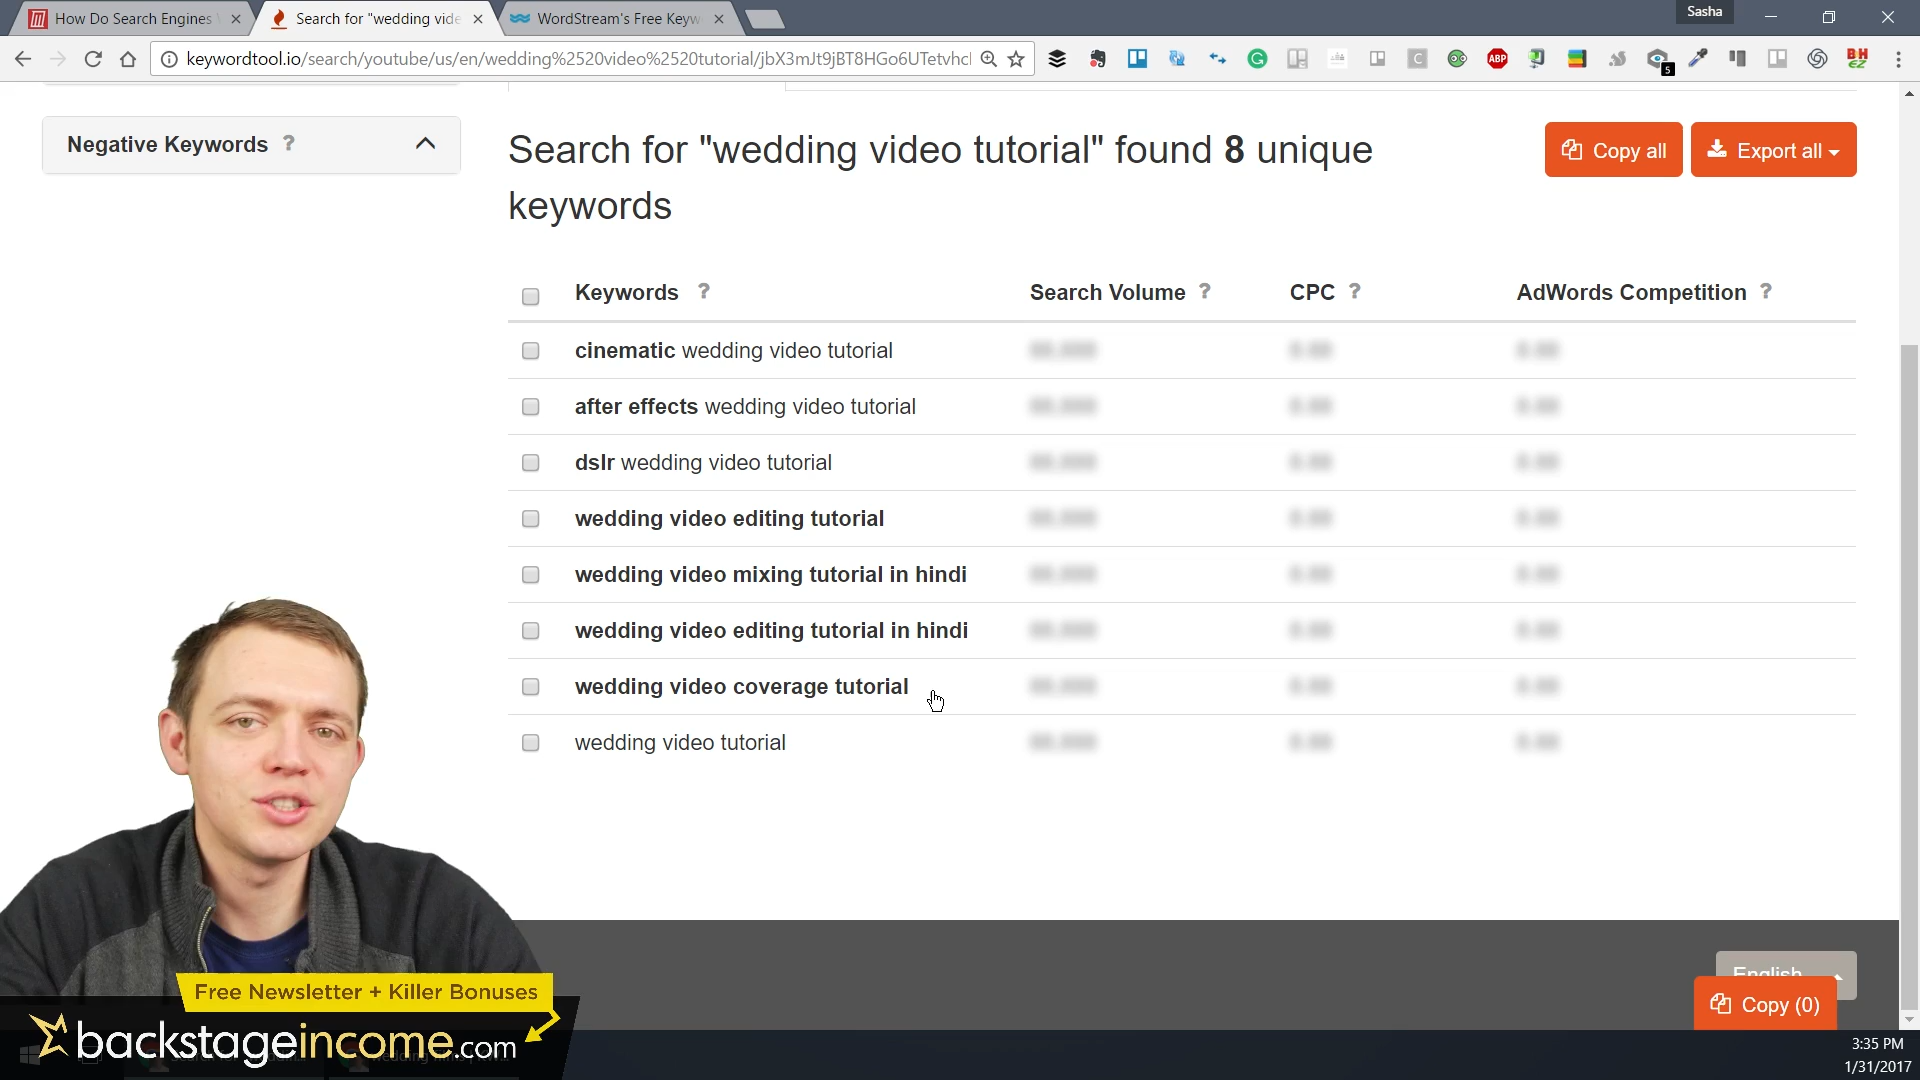 How Do Search Engines
Search for "wedding vide
WordStream's Free Keyw
Sasha
keywordtool.io/search/youtube/us/en/wedding%2520video%2520tutorial/jbX3mJt9jBT8HGo6UTetvhcl
ABP
5
Negative Keywords ?
Search for "wedding video tutorial" found 8 unique
keywords
Copy all
Export all
Keywords ? Search Volume ? CPC ? AdWords Competition ?
cinematic wedding video tutorial
after effects wedding video tutorial
dslr wedding video tutorial
wedding video editing tutorial
wedding video mixing tutorial in hindi
wedding video editing tutorial in hindi
wedding video coverage tutorial
wedding video tutorial
English
Copy (0)
Free Newsletter + Killer Bonuses
backstageincome.com
3:35 PM
1/31/2017